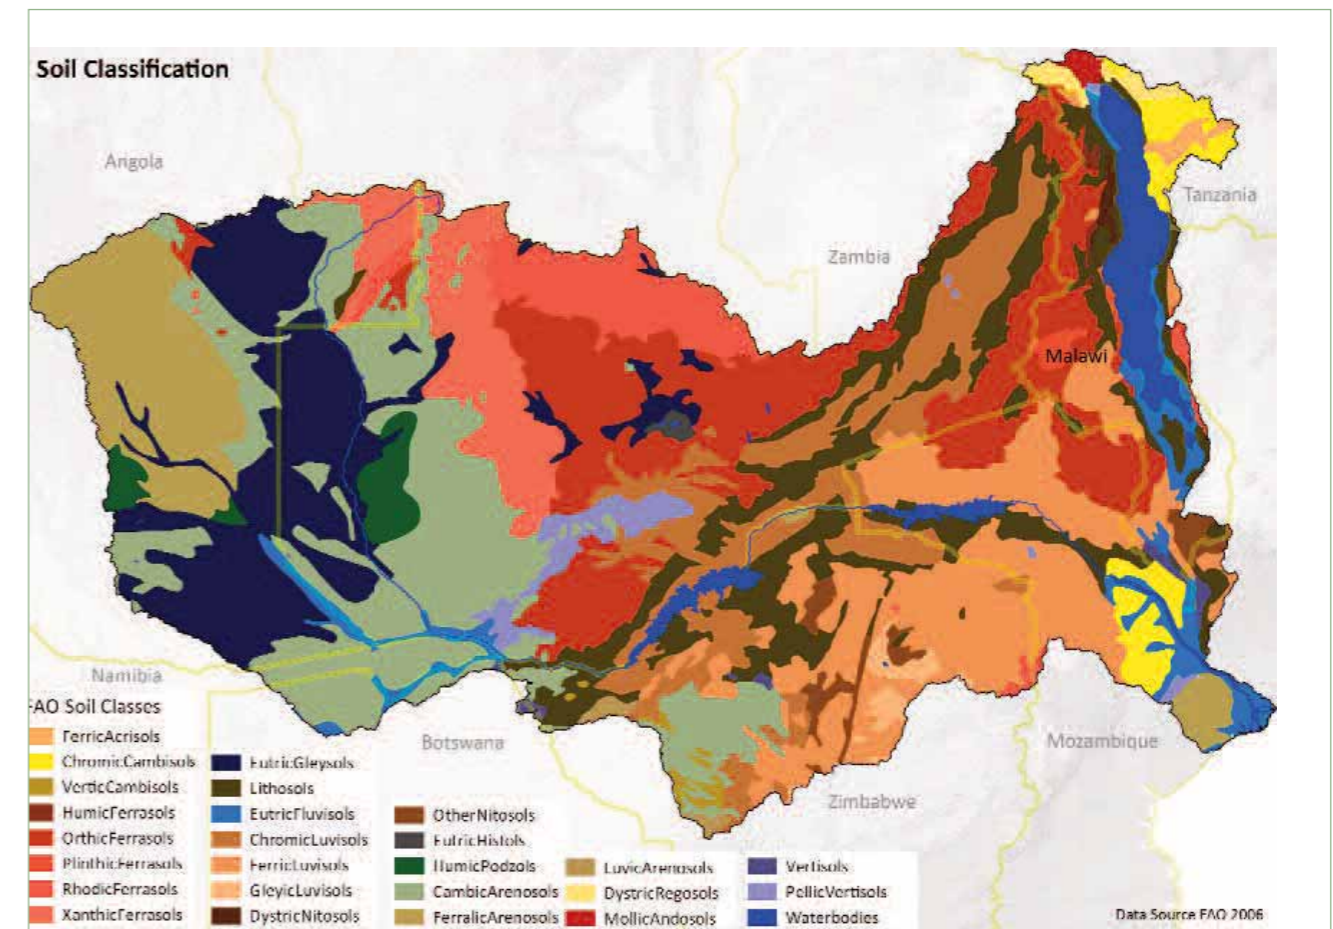 Soil Classification
Angola
Tanzania
Zambia
Malawi
Namibia
Botswana
Mozambique
Zimbabwe
FAO Soil Classes
FerricAcrisols
ChromicCambisols
VerticCambisols
HumicFerrasols
OrthicFerrasols
PlinthicFerrasols
RhodicFerrasols
XanthicFerrasols
EutricGleysols
Lithosols
EutricFluvisols
ChromicLuvisols
FerricLuvisols
GleyicLuvisols
DystricNitosols
OtherNitosols
EutricHistols
HumicPodzols
CambicArenosols
FerralicArenosols
LuvicArenosols
DystricRegosols
MollicAndosols
Vertisols
PellicVertisols
Waterbodies
Data Source FAO 2006